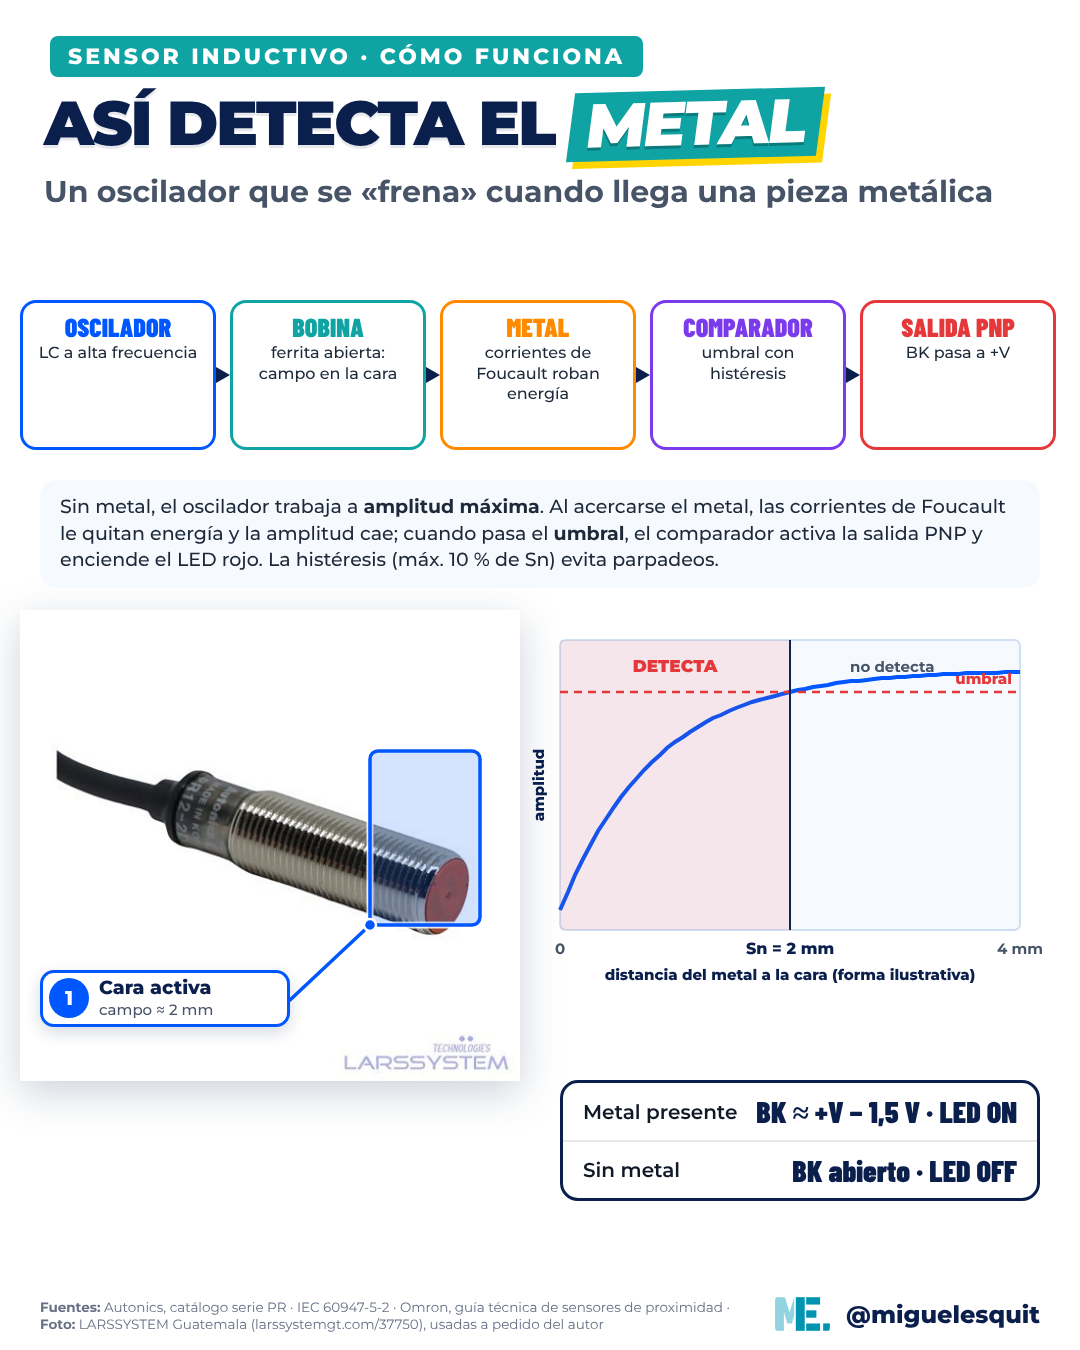 SENSOR INDUCTIVO · CÓMO FUNCIONA
ASÍ DETECTA EL METAL
Un oscilador que se «frena» cuando llega una pieza metálica
OSCILADOR
LC a alta frecuencia
BOBINA
ferrita abierta:
campo en la cara
METAL
corrientes de
Foucault roban
energía
COMPARADOR
umbral con
histéresis
SALIDA PNP
BK pasa a +V
Sin metal, el oscilador trabaja a amplitud máxima. Al acercarse el metal, las corrientes de Foucault
le quitan energía y la amplitud cae; cuando pasa el umbral, el comparador activa la salida PNP y
enciende el LED rojo. La histéresis (máx. 10 % de Sn) evita parpadeos.
1
Cara activa
campo ≈ 2 mm
TECHNOLOGIES
LARSSYSTEM
DETECTA
no detecta
umbral
amplitud
0
Sn = 2 mm
4 mm
distancia del metal a la cara (forma ilustrativa)
Metal presente BK ≈ +V – 1,5 V · LED ON
Sin metal BK abierto · LED OFF
Fuentes: Autonics, catálogo serie PR · IEC 60947-5-2 · Omron, guía técnica de sensores de proximidad ·
Foto: LARSSYSTEM Guatemala (larssystemgt.com/37750), usadas a pedido del autor
ME.
@miguelesquit